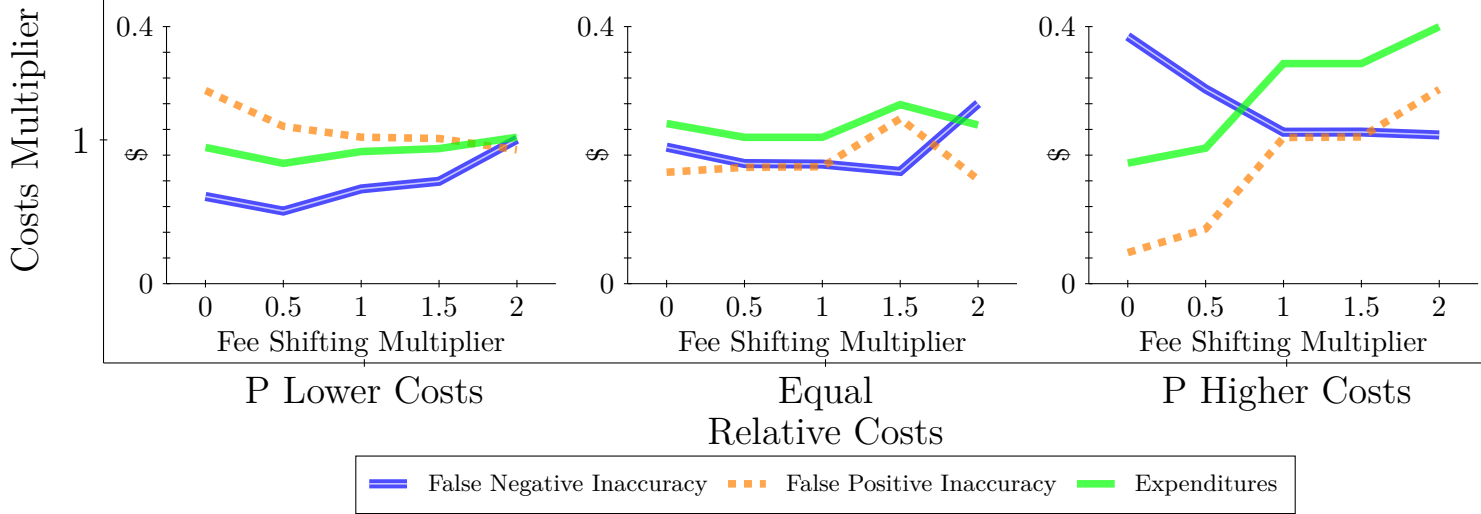 Costs Multiplier
1
0.4
$
0
0 0.5 1 1.5 2
Fee Shifting Multiplier
P Lower Costs
0.4
$
0
0 0.5 1 1.5 2
Fee Shifting Multiplier
Equal
0.4
$
0
0 0.5 1 1.5 2
Fee Shifting Multiplier
P Higher Costs
Relative Costs
False Negative Inaccuracy False Positive Inaccuracy Expenditures